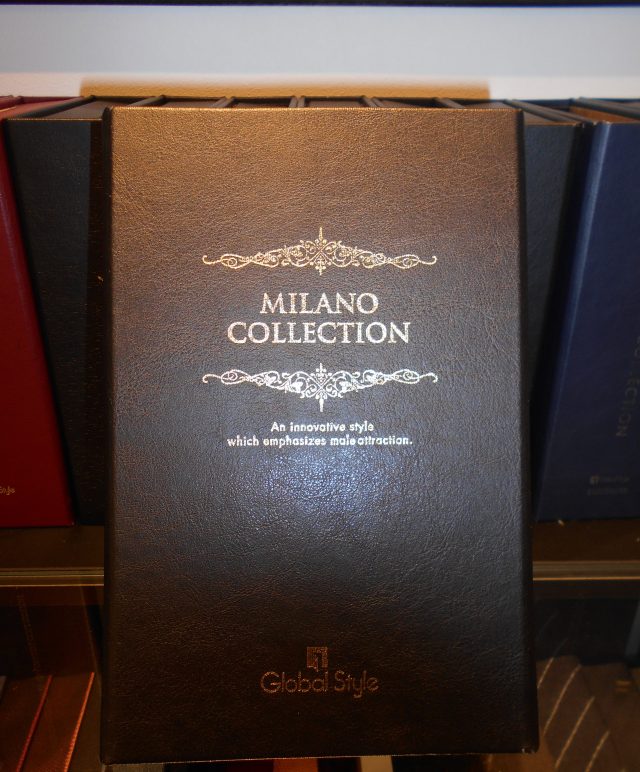 MILANO
COLLECTION
An innovative style
which emphasizes male attraction.
Global Style